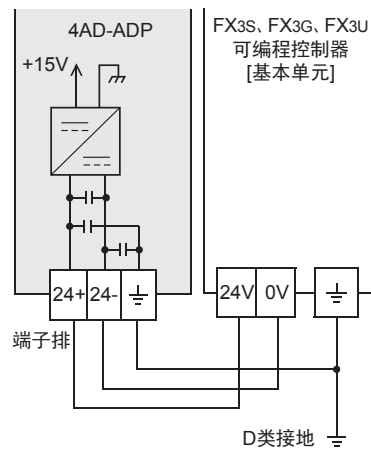 4AD-ADP
+15V
FX3S、FX3G、FX3U
可编程控制器
[基本单元]
24+ 24-
24V 0V
端子排
D类接地